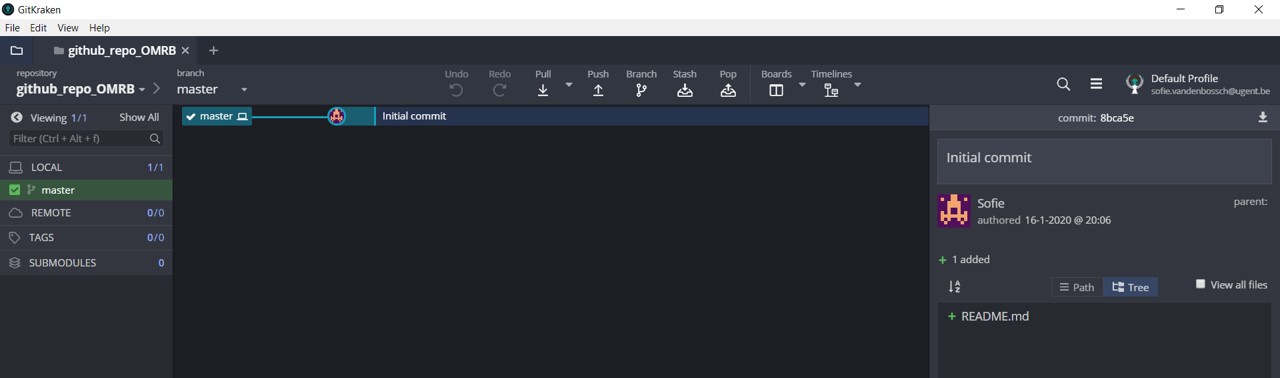 GitKraken
File Edit View Help
github_repo_OMRB
repository
github_repo_OMRB
branch
master
Undo Redo Pull Push Branch Stash Pop Boards Timelines
Default Profile
sofie.vandenbossch@ugent.be
Viewing 1/1 Show All
Filter (Ctrl + Alt + f)
LOCAL 1/1
master
REMOTE 0/0
TAGS 0/0
SUBMODULES 0
master Initial commit
commit: 8bca5e
Initial commit
Sofie parent:
authored 16-1-2020 @ 20:06
+ 1 added
A Z Path Tree View all files
+ README.md